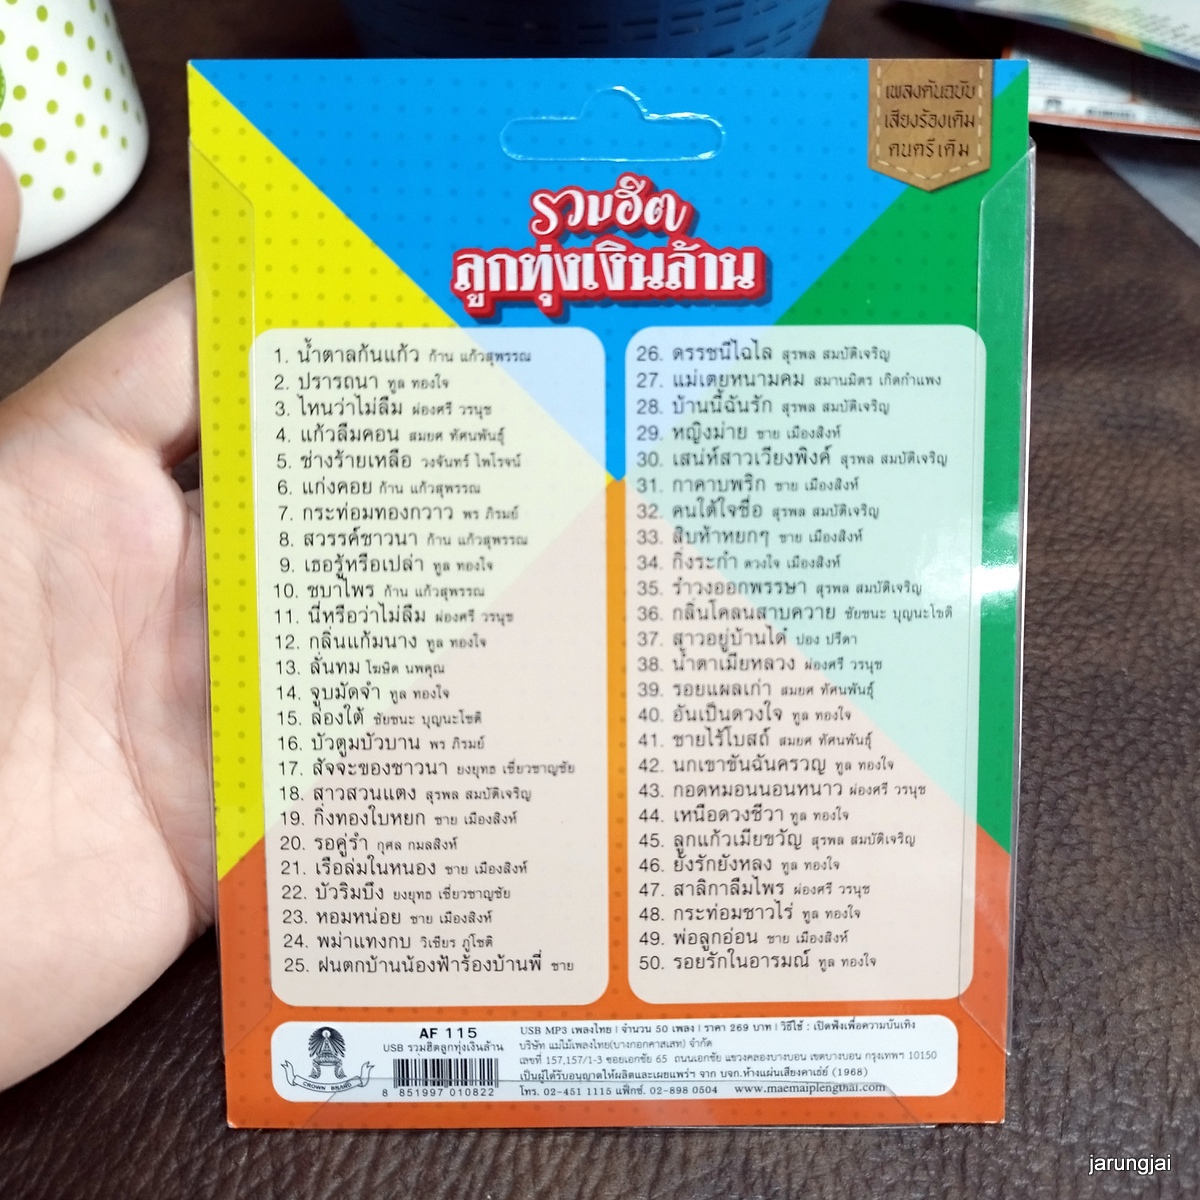 เพลงต้นฉบับ
เสียงร้องเดิม
ดนตรีเดิม
รวมฮิต
ลูกทุ่งเงินล้าน
1. น้ำตาลก้นแก้ว ก้าน แก้วสุพรรณ
2. ปรารถนา ทูล ทองใจ
3. ไหนว่าไม่ลืม ผ่องศรี วรนุช
4. แก้วลืมคอน สมยศ ทัศนพันธุ์
5. ช่างร้ายเหลือ วงจันทร์ ไพโรจน์
6. แก่งคอย ก้าน แก้วสุพรรณ
7. กระท่อมทองกวาว พร ภิรมย์
8. สวรรค์ชาวนา ก้าน แก้วสุพรรณ
9. เธอรู้หรือเปล่า ทูล ทองใจ
10. ชบาไพร ก้าน แก้วสุพรรณ
11. นี่หรือว่าไม่ลืม ผ่องศรี วรนุช
12. กลิ่นแก้มนาง ทูล ทองใจ
13. ลั่นทม โฆษิต นพคุณ
14. จูบมัดจำ ทูล ทองใจ
15. ล่องใต้ ชัยชนะ บุญนะโชติ
16. บัวตูมบัวบาน พร ภิรมย์
17. สัจจะของชาวนา ยงยุทธ เชี่ยวชาญชัย
18. สาวสวนแตง สุรพล สมบัติเจริญ
19. กิ่งทองใบหยก ชาย เมืองสิงห์
20. รอคู่รำ กุศล กมลสิงห์
21. เรือล่มในหนอง ชาย เมืองสิงห์
22. บัวริมบึง ยงยุทธ เชี่ยวชาญชัย
23. หอมหน่อย ชาย เมืองสิงห์
24. พม่าแทงกบ วิเชียร ภู่โชติ
25. ฝนตกบ้านน้องฟ้าร้องบ้านพี่ ชาย
26. ดรรชนีไฉไล สุรพล สมบัติเจริญ
27. แม่เตยหนามคม สมานมิตร เกิดกำแพง
28. บ้านนี้ฉันรัก สุรพล สมบัติเจริญ
29. หญิงม่าย ชาย เมืองสิงห์
30. เสน่ห์สาวเวียงพิงค์ สุรพล สมบัติเจริญ
31. กาคาบพริก ชาย เมืองสิงห์
32. คนใต้ใจซื่อ สุรพล สมบัติเจริญ
33. สิบห้าหยกๆ ชาย เมืองสิงห์
34. กิ่งระกำ ดวงใจ เมืองสิงห์
35. รำวงออกพรรษา สุรพล สมบัติเจริญ
36. กลิ่นโคลนสาบควาย ชัยชนะ บุญนะโชติ
37. สาวอยู่บ้านใด๋ ปอง ปรีดา
38. น้ำตาเมียหลวง ผ่องศรี วรนุช
39. รอยแผลเก่า สมยศ ทัศนพันธุ์
40. อันเป็นดวงใจ ทูล ทองใจ
41. ชายไร้โบสถ์ สมยศ ทัศนพันธุ์
42. นกเขาขันฉันครวญ ทูล ทองใจ
43. กอดหมอนนอนหนาว ผ่องศรี วรนุช
44. เหนือดวงชีวา ทูล ทองใจ
45. ลูกแก้วเมียขวัญ สุรพล สมบัติเจริญ
46. ยังรักยังหลง ทูล ทองใจ
47. สาลิกาลืมไพร ผ่องศรี วรนุช
48. กระท่อมชาวไร่ ทูล ทองใจ
49. พ่อลูกอ่อน ชาย เมืองสิงห์
50. รอยรักในอารมณ์ ทูล ทองใจ
CROWN BRAND
AF 115
USB รวมฮิตลูกทุ่งเงินล้าน
8 851997 010822
USB MP3 เพลงไทย | จำนวน 50 เพลง | ราคา 269 บาท | วิธีใช้ : เปิดฟังเพื่อความบันเทิง
บริษัท แม่ไม้เพลงไทย(บางกอกคาสเสท) จำกัด
เลขที่ 157,157/1-3 ซอยเอกชัย 65 ถนนเอกชัย แขวงคลองบางบอน เขตบางบอน กรุงเทพฯ 10150
เป็นผู้ได้รับอนุญาตให้ผลิตและเผยแพร่ฯ จาก บจก.ห้างแผ่นเสียงคาเธ่ย์ (1968)
โทร. 02-451 1115 แฟ็กซ์. 02-898 0504 www.maemaiplengthai.com
jarungjai